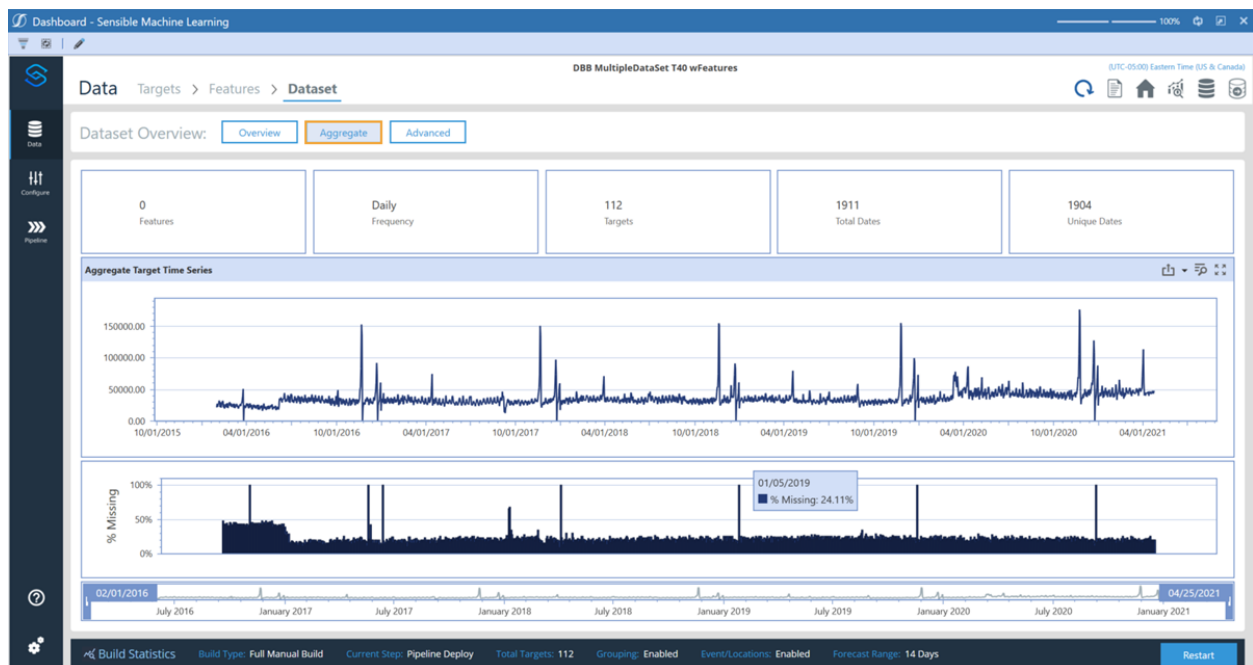 Dashboard - Sensible Machine Learning
100%
DBB MultipleDataSet T40 wFeatures
(UTC-05:00) Eastern Time (US & Canada)
Data Targets > Features > Dataset
Data
Configure
Pipeline
Dataset Overview: Overview Aggregate Advanced
0
Features
Daily
Frequency
112
Targets
1911
Total Dates
1904
Unique Dates
Aggregate Target Time Series
150000.00
100000.00
50000.00
0.00
10/01/2015 04/01/2016 10/01/2016 04/01/2017 10/01/2017 04/01/2018 10/01/2018 04/01/2019 10/01/2019 04/01/2020 10/01/2020 04/01/2021
% Missing
100%
50%
0%
01/05/2019
% Missing: 24.11%
02/01/2016
04/25/2021
July 2016 January 2017 July 2017 January 2018 July 2018 January 2019 July 2019 January 2020 July 2020 January 2021
Build Statistics Build Type: Full Manual Build Current Step: Pipeline Deploy Total Targets: 112 Grouping: Enabled Event/Locations: Enabled Forecast Range: 14 Days Restart